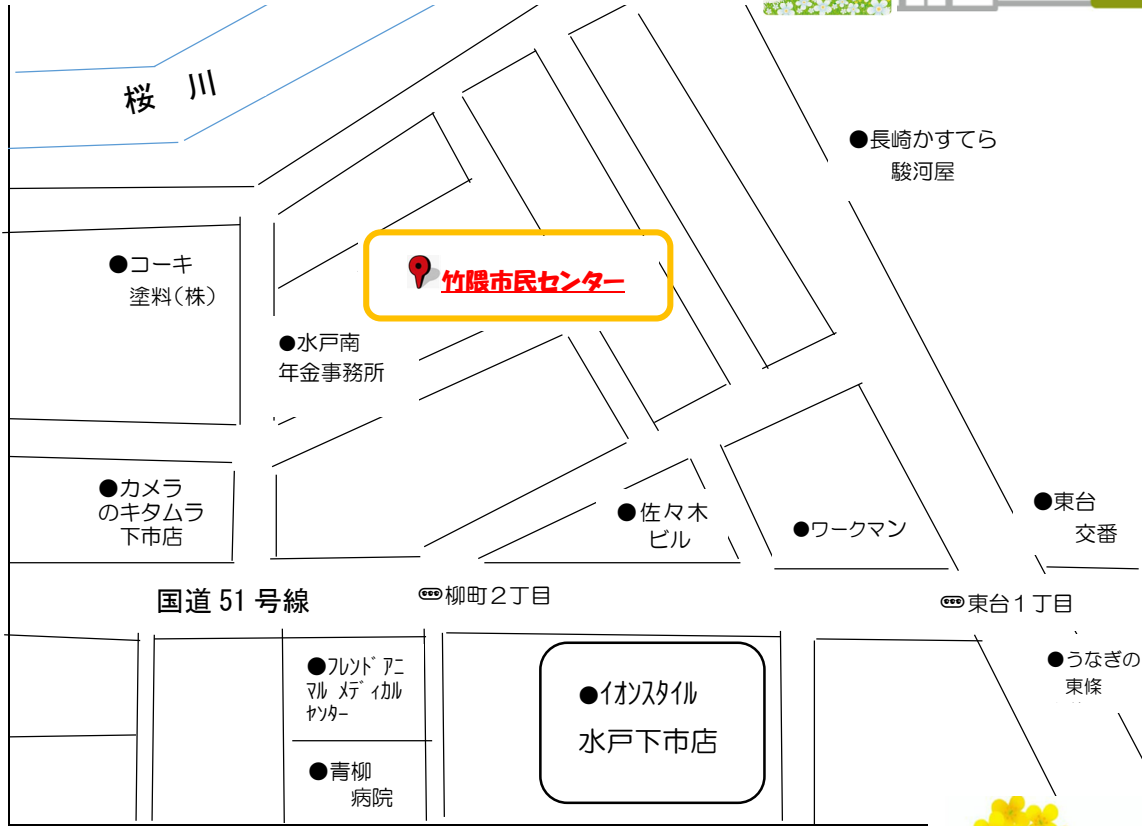 桜川
●長崎かすてら
駿河屋
●コーキ
塗料(株)
竹隈市民センター
●水戸南
年金事務所
●カメラ
のキタムラ
下市店
●佐々木
ビル
●ワークマン
●東台
交番
国道51号線
柳町2丁目
東台1丁目
●フレンドアニ
マル メディカル
センター
●イオンスタイル
水戸下市店
●うなぎの
東條
●青柳
病院